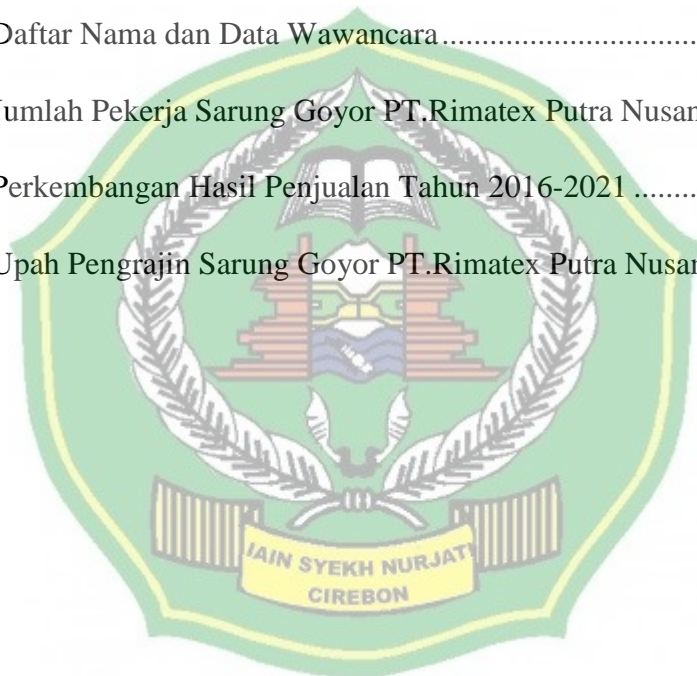 Daftar Nama dan Data Wawancara..............................
Jumlah Pekerja Sarung Goyor PT.Rimatex Putra Nusan
Perkembangan Hasil Penjualan Tahun 2016-2021 ........
Upah Pengrajin Sarung Goyor PT.Rimatex Putra Nusan
IAIN SYEKH NURJATI
CIREBON